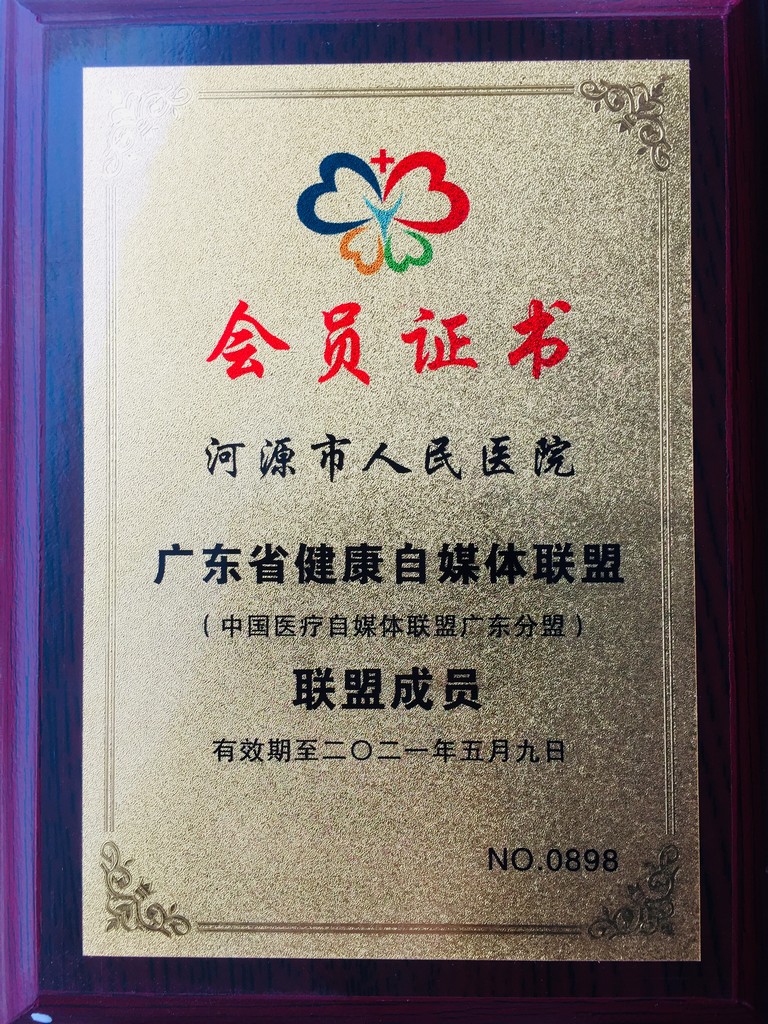 会员证书
河源市人民医院
广东省健康自媒体联盟
（中国医疗自媒体联盟广东分盟）
联盟成员
有效期至二〇二一年五月九日
NO.0898